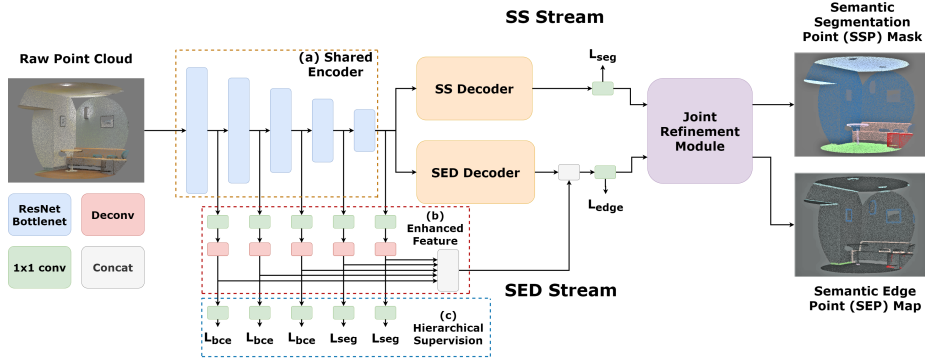 SS Stream
Semantic
Segmentation
Point (SSP) Mask
Raw Point Cloud
(a) Shared
Encoder
Lseg
SS Decoder
Joint
Refinement
Module
SED Decoder
Ledge
ResNet
Bottlenet
Deconv
1x1 conv
Concat
(b)
Enhanced
Feature
SED Stream
Semantic Edge
Point (SEP) Map
(c)
Hierarchical
Supervision
Lbce Lbce Lbce Lseg Lseg